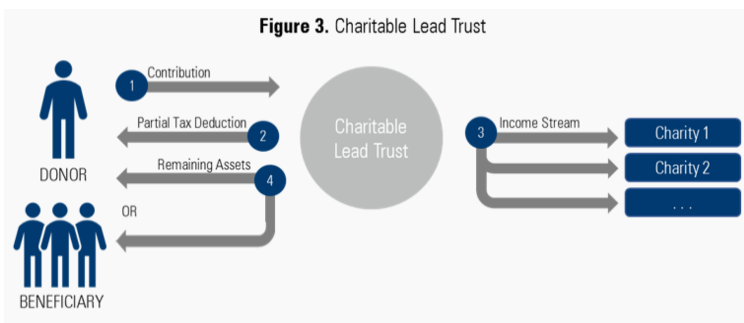 Figure 3. Charitable Lead Trust
1
Contribution
Partial Tax Deduction
2
Remaining Assets
4
DONOR
OR
BENEFICIARY
Charitable
Lead Trust
3
Income Stream
Charity 1
Charity 2
. . .